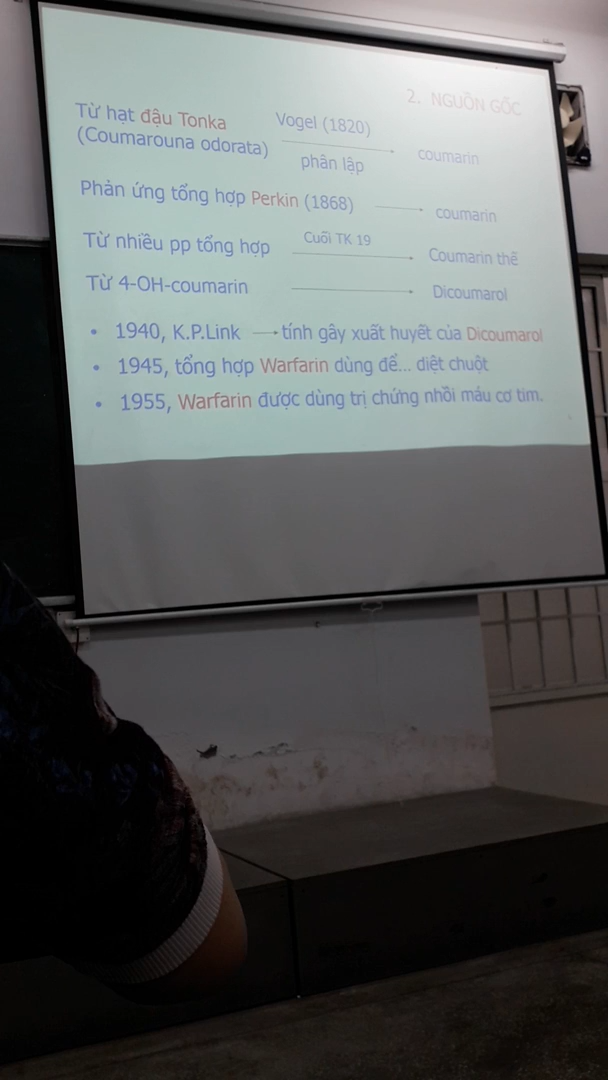 2. NGUỒN GỐC
Từ hạt đậu Tonka
(Coumarouna odorata)
Vogel (1820)
phân lập
coumarin
Phản ứng tổng hợp Perkin (1868)
coumarin
Từ nhiều pp tổng hợp
Cuối TK 19
Coumarin thế
Từ 4-OH-coumarin
Dicoumarol
• 1940, K.P.Link → tính gây xuất huyết của Dicoumarol
• 1945, tổng hợp Warfarin dùng để... diệt chuột
• 1955, Warfarin được dùng trị chứng nhồi máu cơ tim.